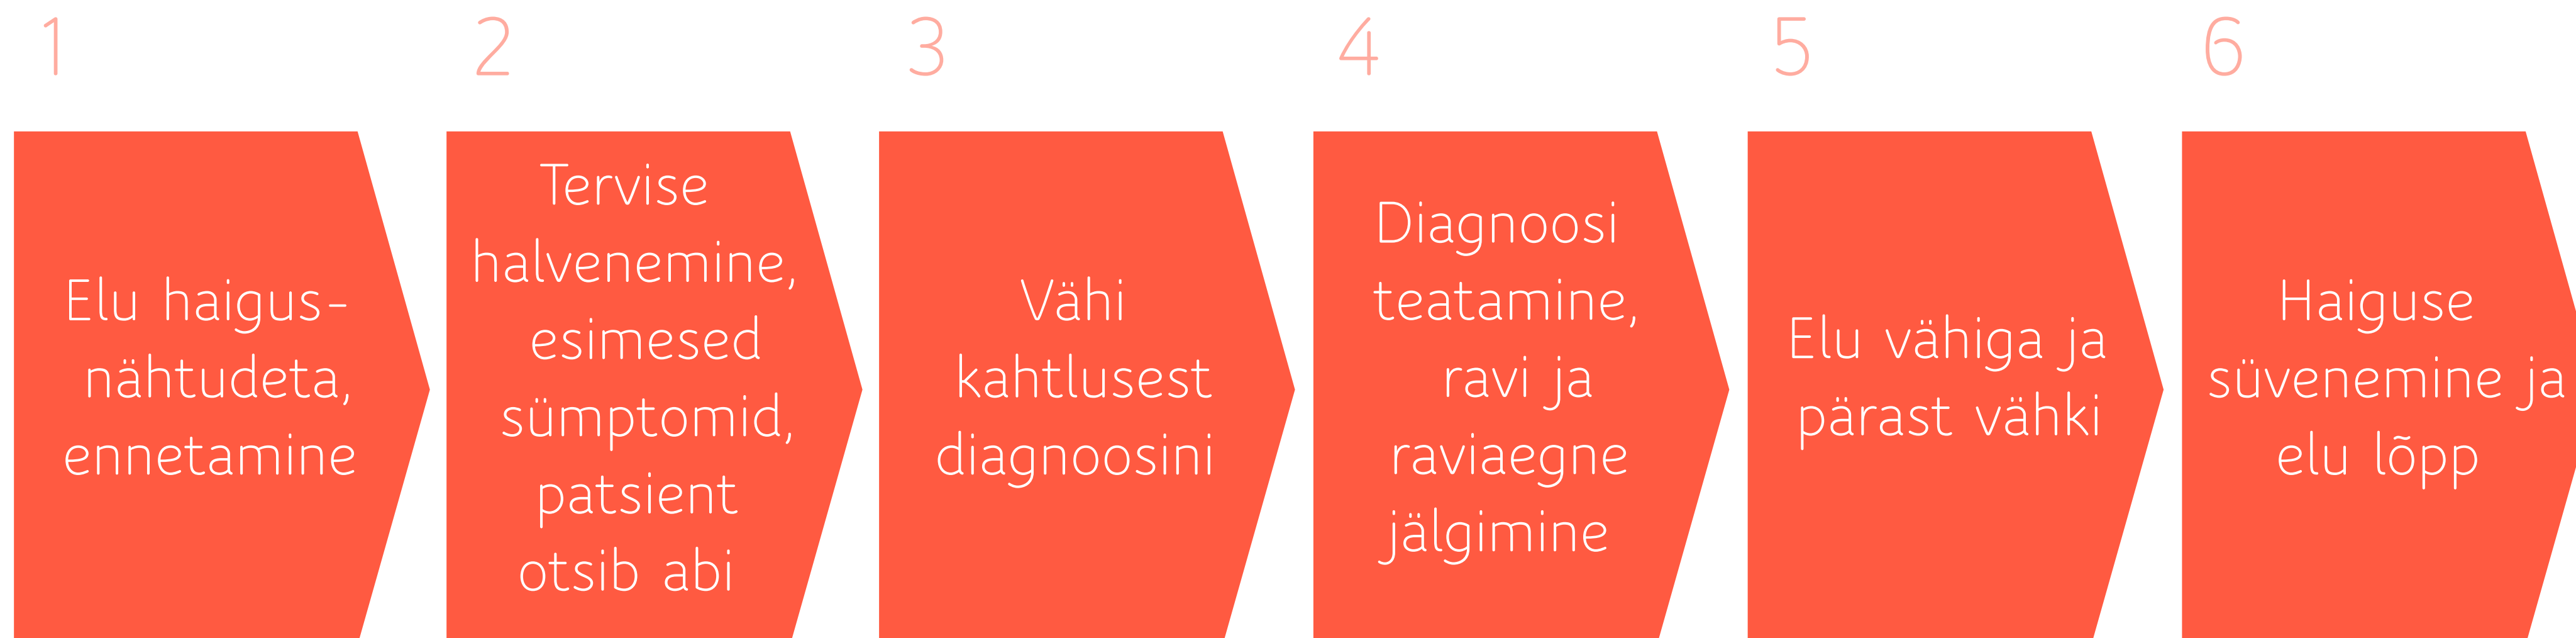 1
Elu haigus-
nähtudeta,
ennetamine
2
Tervise
halvenemine,
esimesed
sümptomid,
patsient
otsib abi
3
Vähi
kahtlusest
diagnoosini
4
Diagnoosi
teatamine,
ravi ja
raviaegne
jälgimine
5
Elu vähiga ja
pärast vähki
6
Haiguse
süvenemine ja
elu lõpp